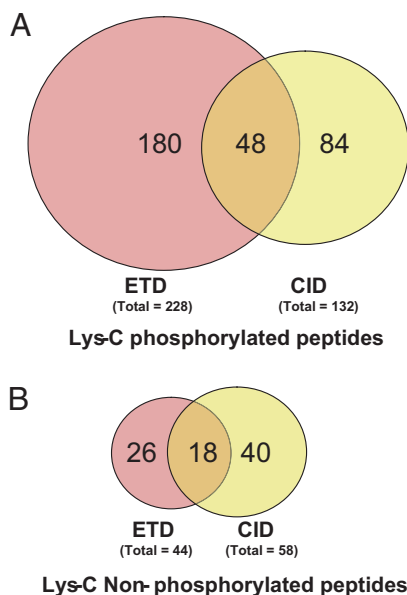 A
180 48 84
ETD CID
(Total = 228) (Total = 132)
Lys-C phosphorylated peptides
B
26 18 40
ETD CID
(Total = 44) (Total = 58)
Lys-C Non- phosphorylated peptides